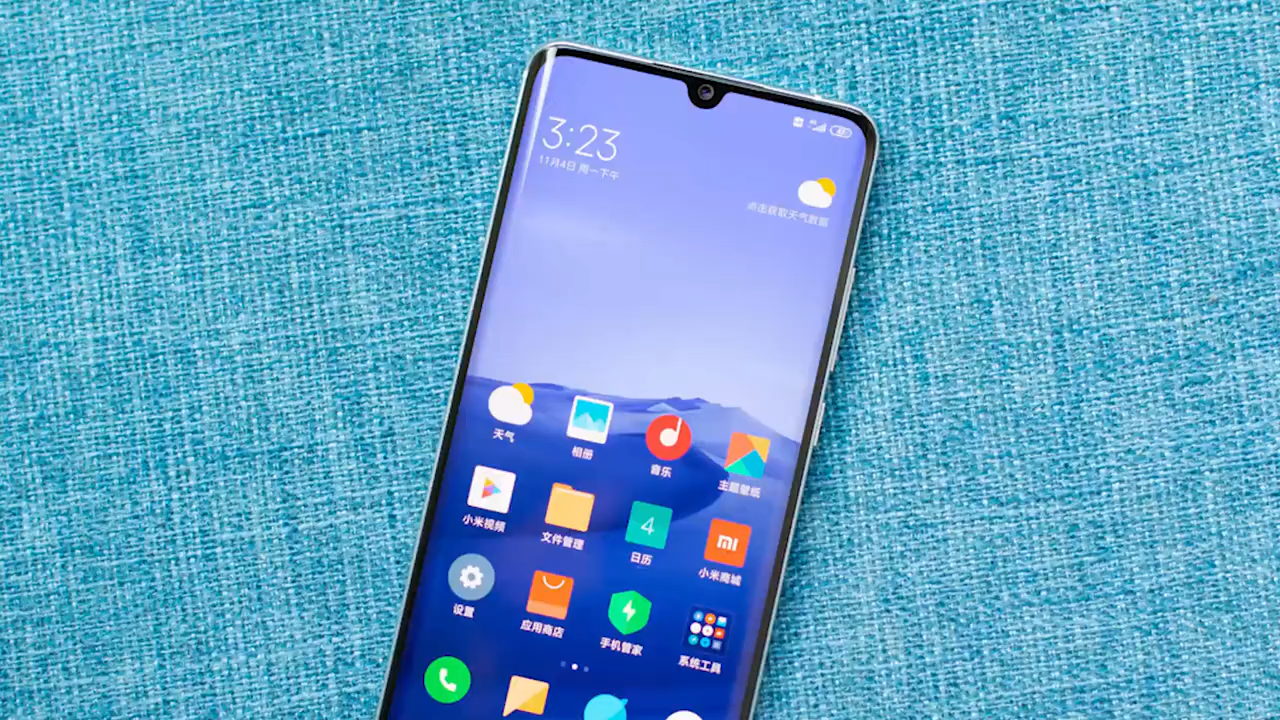 3:23
11月4日 周一下午
点击获取天气数据
天气
相册
音乐
主题壁纸
小米视频
文件管理
4
日历
mi
小米商城
设置
应用商店
手机管家
系统工具